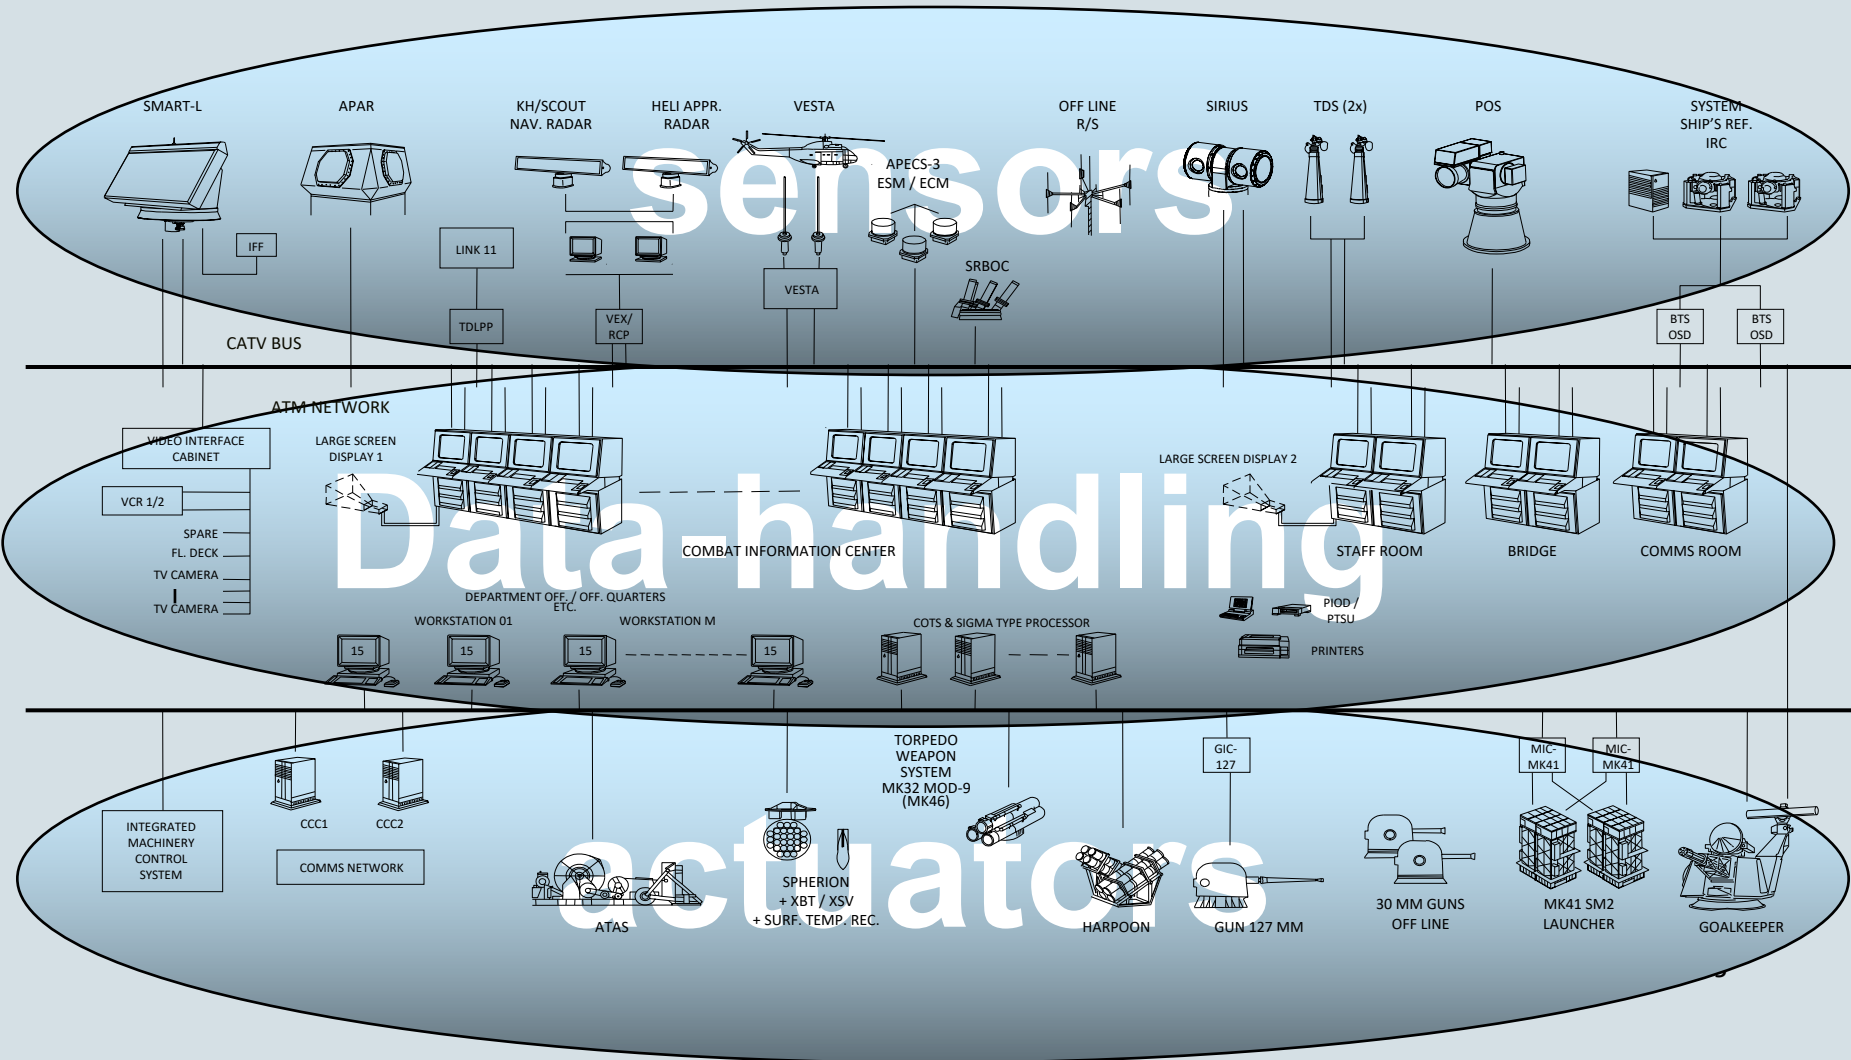 SMART-L
APAR
KH/SCOUT
NAV. RADAR
HELI APPR.
RADAR
VESTA
OFF LINE
R/S
SIRIUS
TDS (2x)
POS
SYSTEM
SHIP'S REF.
IRC
sensors
APECS-3
ESM / ECM
IFF
LINK 11
VESTA
SRBOC
TDLPP
VEX/
RCP
BTS
OSD
BTS
OSD
CATV BUS
ATM NETWORK
VIDEO INTERFACE
CABINET
LARGE SCREEN
DISPLAY 1
LARGE SCREEN DISPLAY 2
VCR 1/2
Data-handling
SPARE
FL. DECK
TV CAMERA
TV CAMERA
COMBAT INFORMATION CENTER
STAFF ROOM
BRIDGE
COMMS ROOM
DEPARTMENT OFF. / OFF. QUARTERS
ETC.
WORKSTATION 01
WORKSTATION M
COTS & SIGMA TYPE PROCESSOR
PIOD /
PTSU
PRINTERS
15
15
15
15
TORPEDO
WEAPON
SYSTEM
MK32 MOD-9
(MK46)
GIC-
127
MIC-
MK41
MIC-
MK41
INTEGRATED
MACHINERY
CONTROL
SYSTEM
CCC1
CCC2
COMMS NETWORK
actuators
ATAS
SPHERION
+ XBT / XSV
+ SURF. TEMP. REC.
HARPOON
GUN 127 MM
30 MM GUNS
OFF LINE
MK41 SM2
LAUNCHER
GOALKEEPER